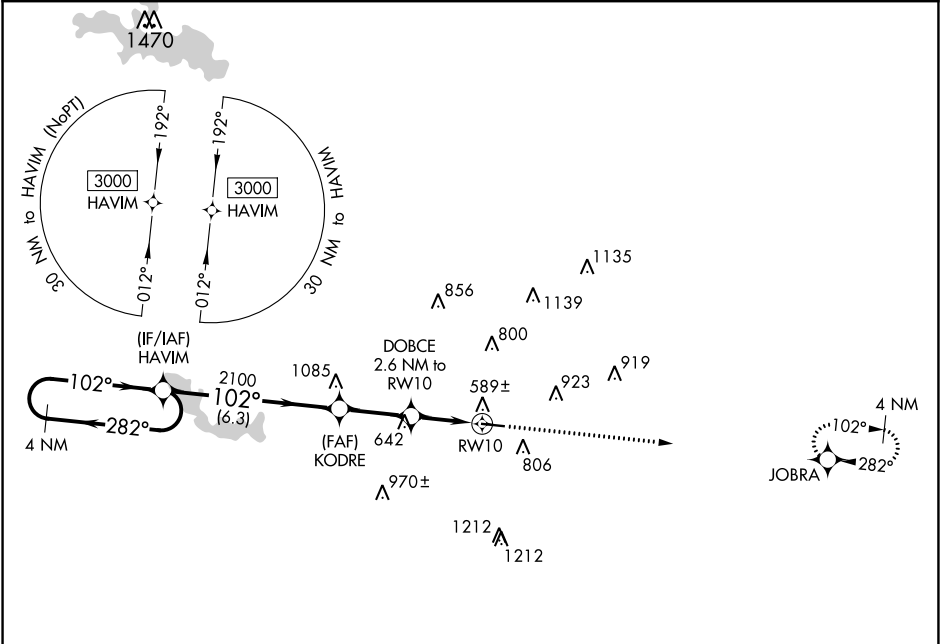 1470
30 NM to HAVIM (NoPT)
192°
3000
HAVIM
012°
192°
3000
HAVIM
012°
30 NM to HAVIM
1135
856
1139
800
(IF/IAF)
HAVIM
DOBCE
2.6 NM to
RW10
1085
919
102°
2100
102°
(6.3)
589±
923
282°
4 NM
(FAF)
KODRE
642
RW10
806
4 NM
102°
282°
JOBRA
970±
1212
1212